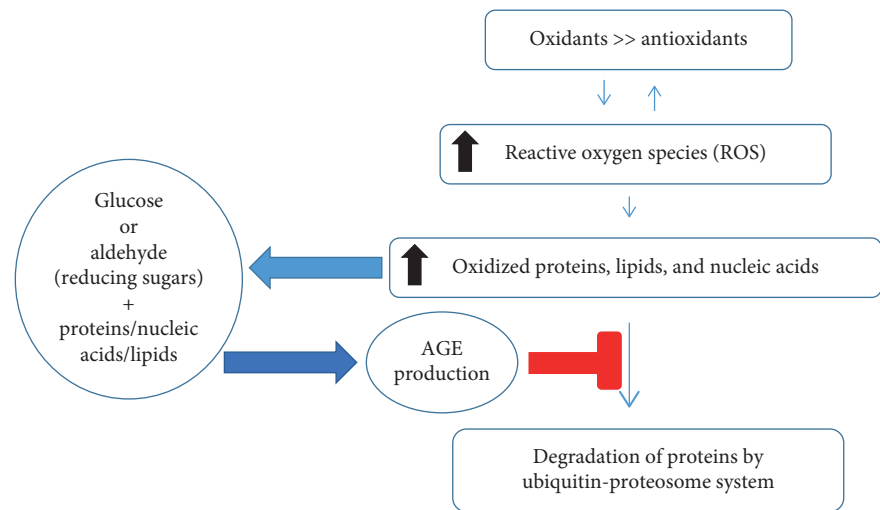 Oxidants >> antioxidants
Reactive oxygen species (ROS)
Oxidized proteins, lipids, and nucleic acids
Glucose
or
aldehyde
(reducing sugars)
+
proteins/nucleic
acids/lipids
AGE
production
Degradation of proteins by
ubiquitin-proteosome system